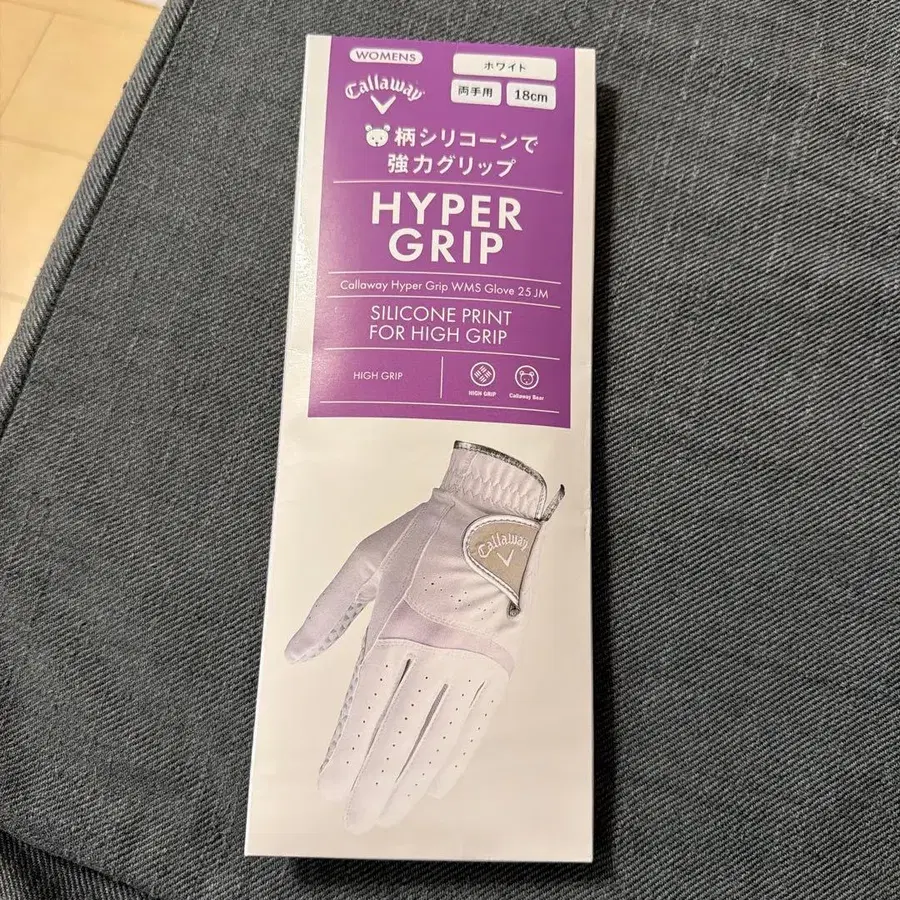 WOMENS
ホワイト
Callaway
両手用
18cm
柄シリコーンで
強力グリップ
HYPER
GRIP
Callaway Hyper Grip WMS Glove 25 JM
SILICONE PRINT
FOR HIGH GRIP
HIGH GRIP
HIGH GRIP
Callaway Bear
Callaway